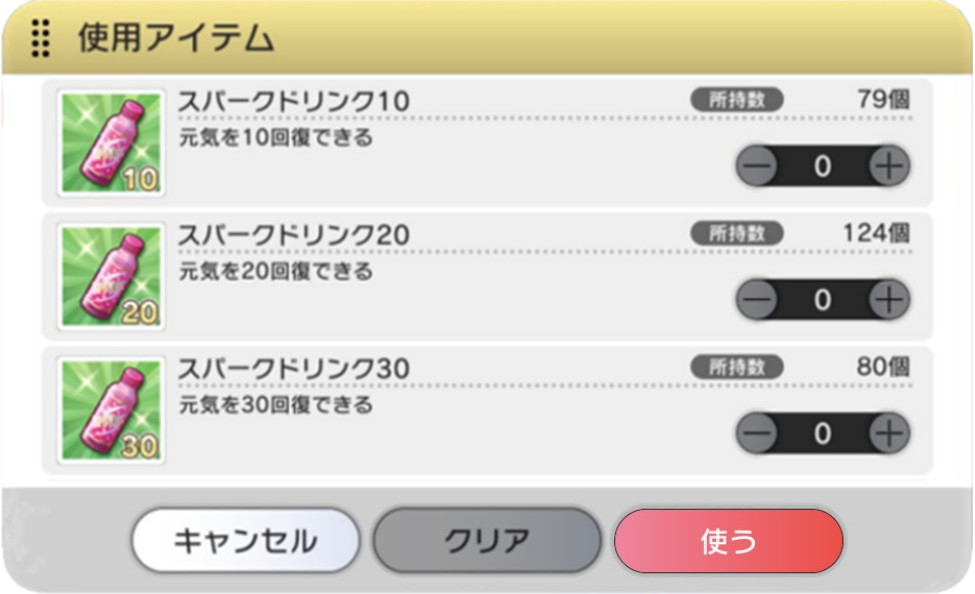 使用アイテム
スパークドリンク10 所持数 79個
元気を10回復できる
10
0
スパークドリンク20 所持数 124個
元気を20回復できる
20
0
スパークドリンク30 所持数 80個
元気を30回復できる
30
0
キャンセル クリア 使う